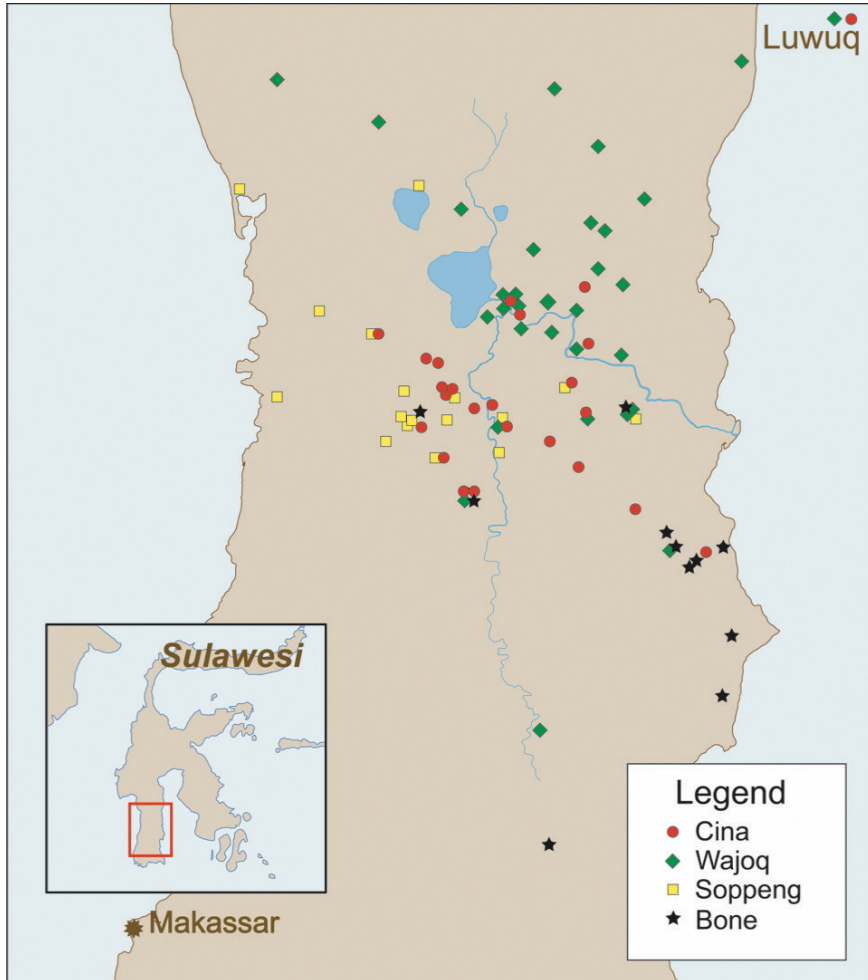 Luwuq
Sulawesi
Makassar
Legend
Cina
Wajoq
Soppeng
Bone